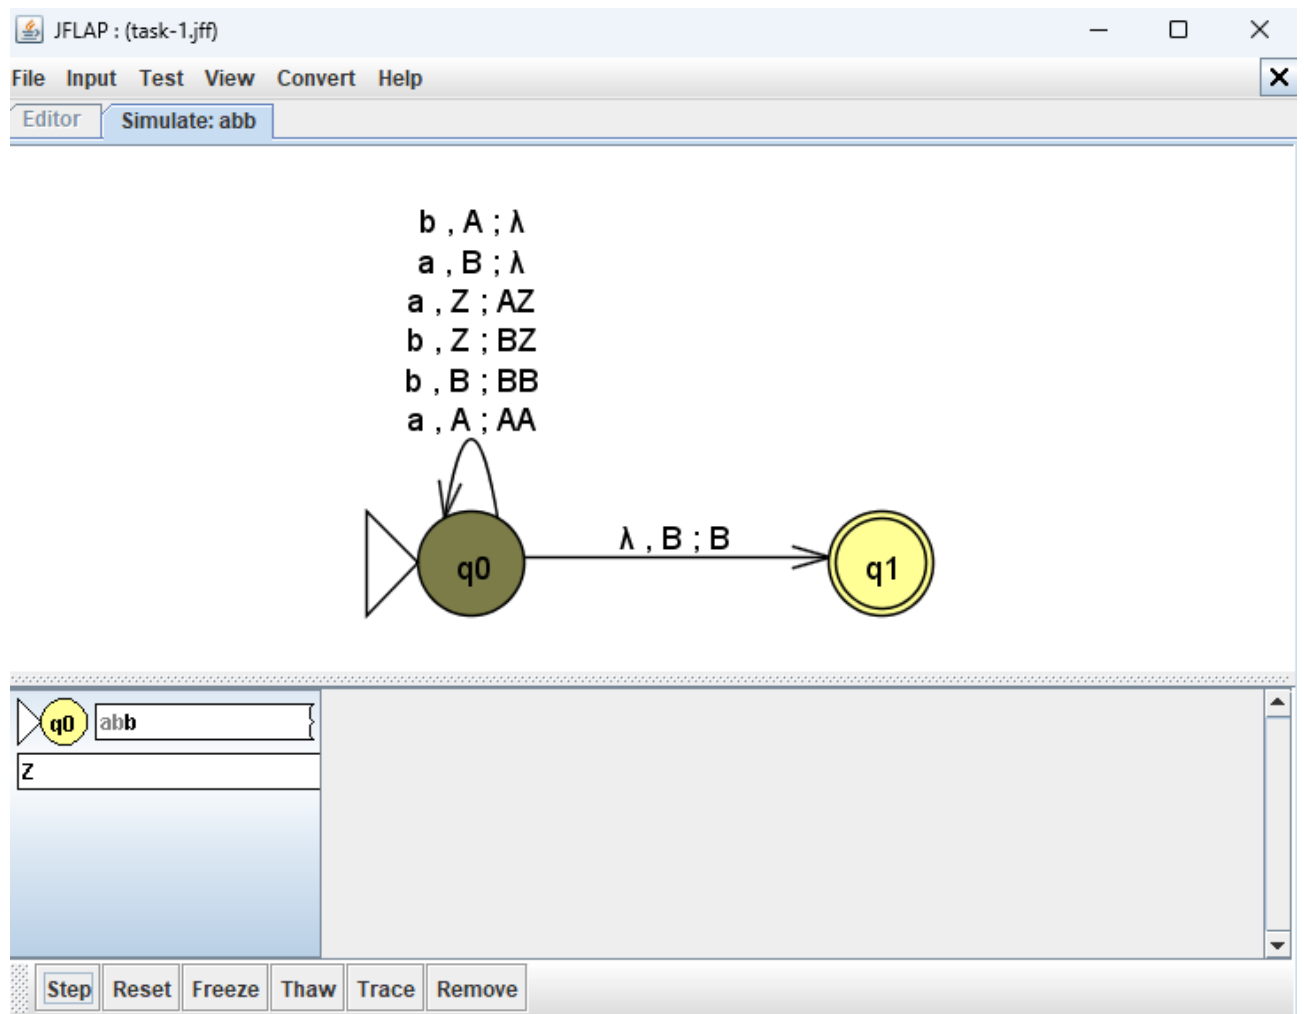 JFLAP : (task-1.jff)
File Input Test View Convert Help
Editor Simulate: abb
b , A ; λ
a , B ; λ
a , Z ; AZ
b , Z ; BZ
b , B ; BB
a , A ; AA
λ , B ; B
q0 q1
q0 abb
Z
Step Reset Freeze Thaw Trace Remove